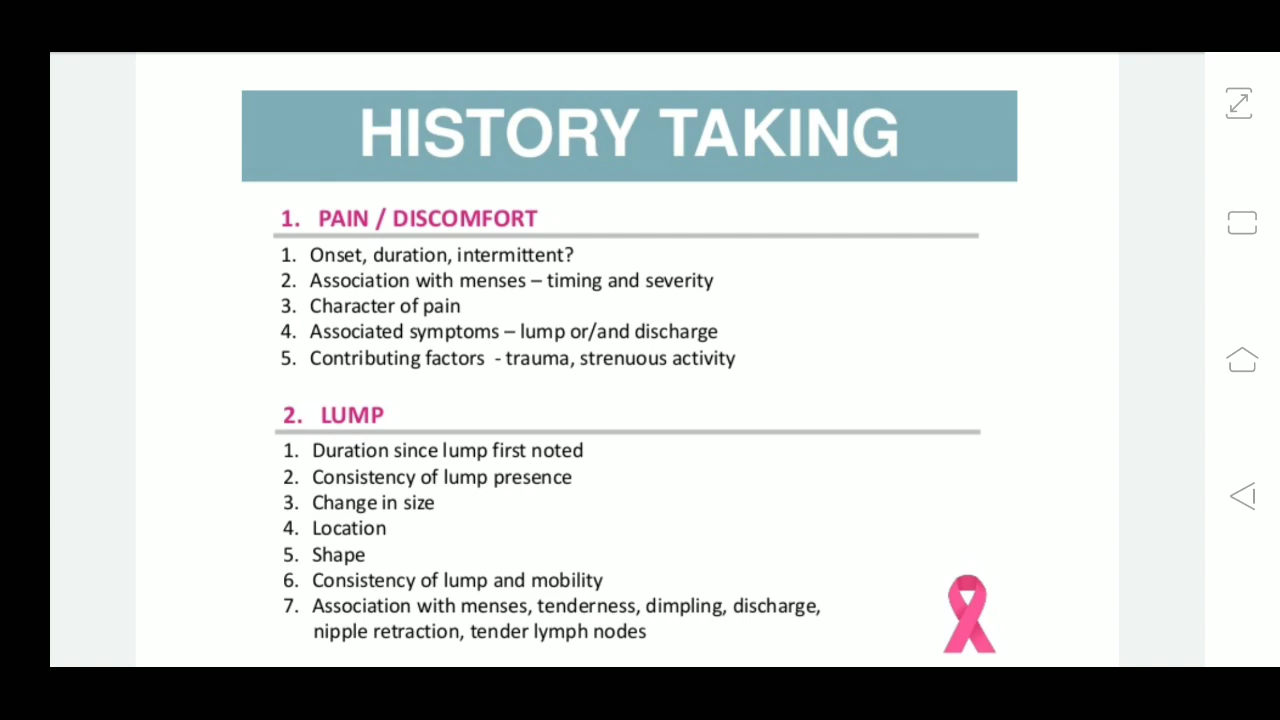 HISTORY TAKING
1. PAIN / DISCOMFORT
1. Onset, duration, intermittent?
2. Association with menses – timing and severity
3. Character of pain
4. Associated symptoms – lump or/and discharge
5. Contributing factors - trauma, strenuous activity
2. LUMP
1. Duration since lump first noted
2. Consistency of lump presence
3. Change in size
4. Location
5. Shape
6. Consistency of lump and mobility
7. Association with menses, tenderness, dimpling, discharge,
nipple retraction, tender lymph nodes